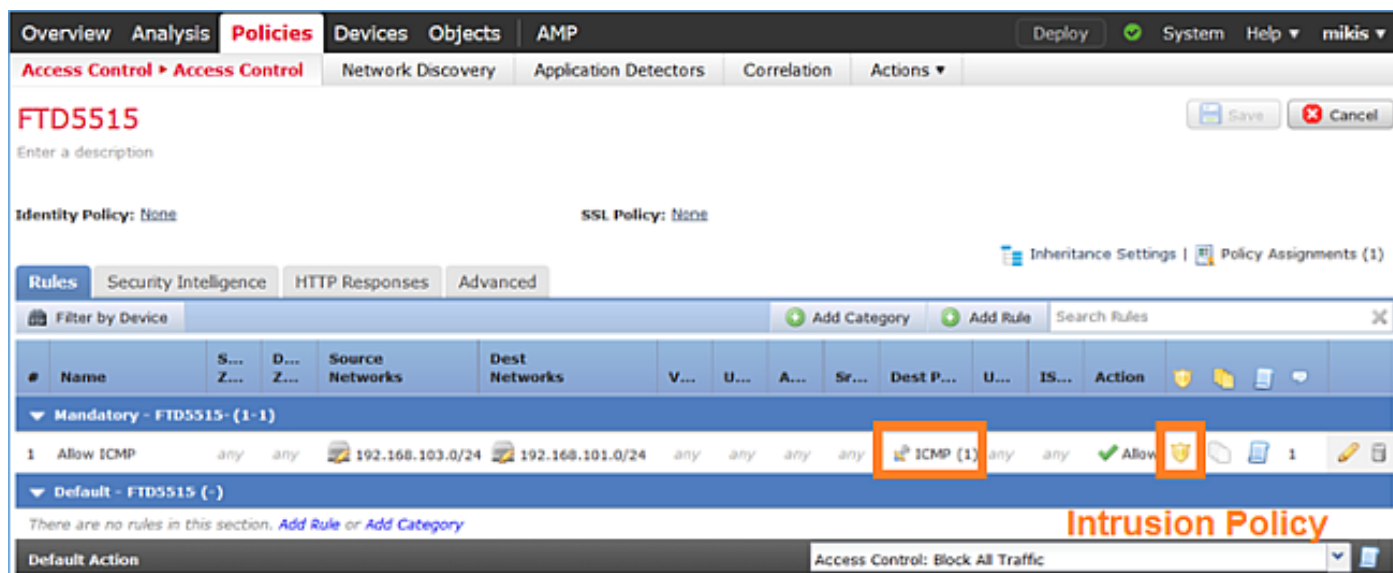 Overview Analysis Policies Devices Objects AMP Deploy System Help ▾ mikis ▾
Access Control ▸ Access Control Network Discovery Application Detectors Correlation Actions ▾
FTD5515
Save Cancel
Enter a description
Identity Policy: None SSL Policy: None
Inheritance Settings | Policy Assignments (1)
Rules Security Intelligence HTTP Responses Advanced
Filter by Device Add Category Add Rule Search Rules
# Name S... Z... D... Z... Source Networks Dest Networks V... U... A... Sr... Dest P... U... IS... Action
Mandatory - FTD5515- (1-1)
1 Allow ICMP any any 192.168.103.0/24 192.168.101.0/24 any any any any ICMP (1) any any Allow 1
Default - FTD5515 (-)
There are no rules in this section. Add Rule or Add Category
Intrusion Policy
Default Action Access Control: Block All Traffic